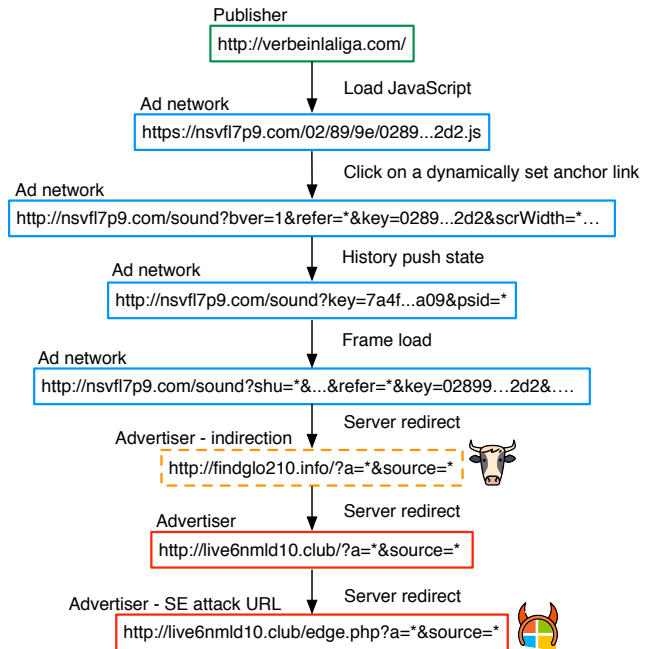 Publisher
http://verbeinlaliga.com/
Load JavaScript
Ad network
https://nsvfl7p9.com/02/89/9e/0289...2d2.js
Click on a dynamically set anchor link
Ad network
http://nsvfl7p9.com/sound?bver=1&refer=*&key=0289...2d2&scrWidth=*…
History push state
Ad network
http://nsvfl7p9.com/sound?key=7a4f...a09&psid=*
Frame load
Ad network
http://nsvfl7p9.com/sound?shu=*&...&refer=*&key=02899…2d2&….
Server redirect
Advertiser - indirection
http://findglo210.info/?a=*&source=*
Server redirect
Advertiser
http://live6nmld10.club/?a=*&source=*
Server redirect
Advertiser - SE attack URL
http://live6nmld10.club/edge.php?a=*&source=*